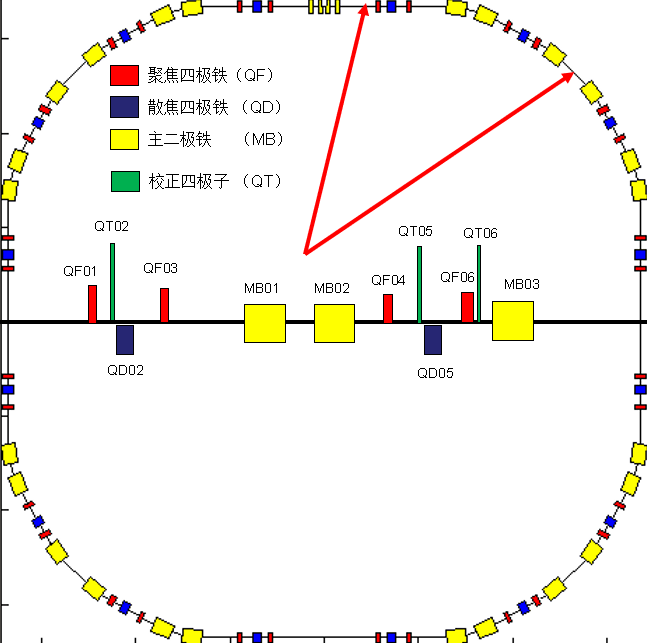 聚焦四极铁（QF）
散焦四极铁（QD）
主二极铁 （MB）
校正四极子 （QT）
QT02
QT05
QT06
QF01
QF03
QF04
QF06
MB01
MB02
MB03
QD02
QD05